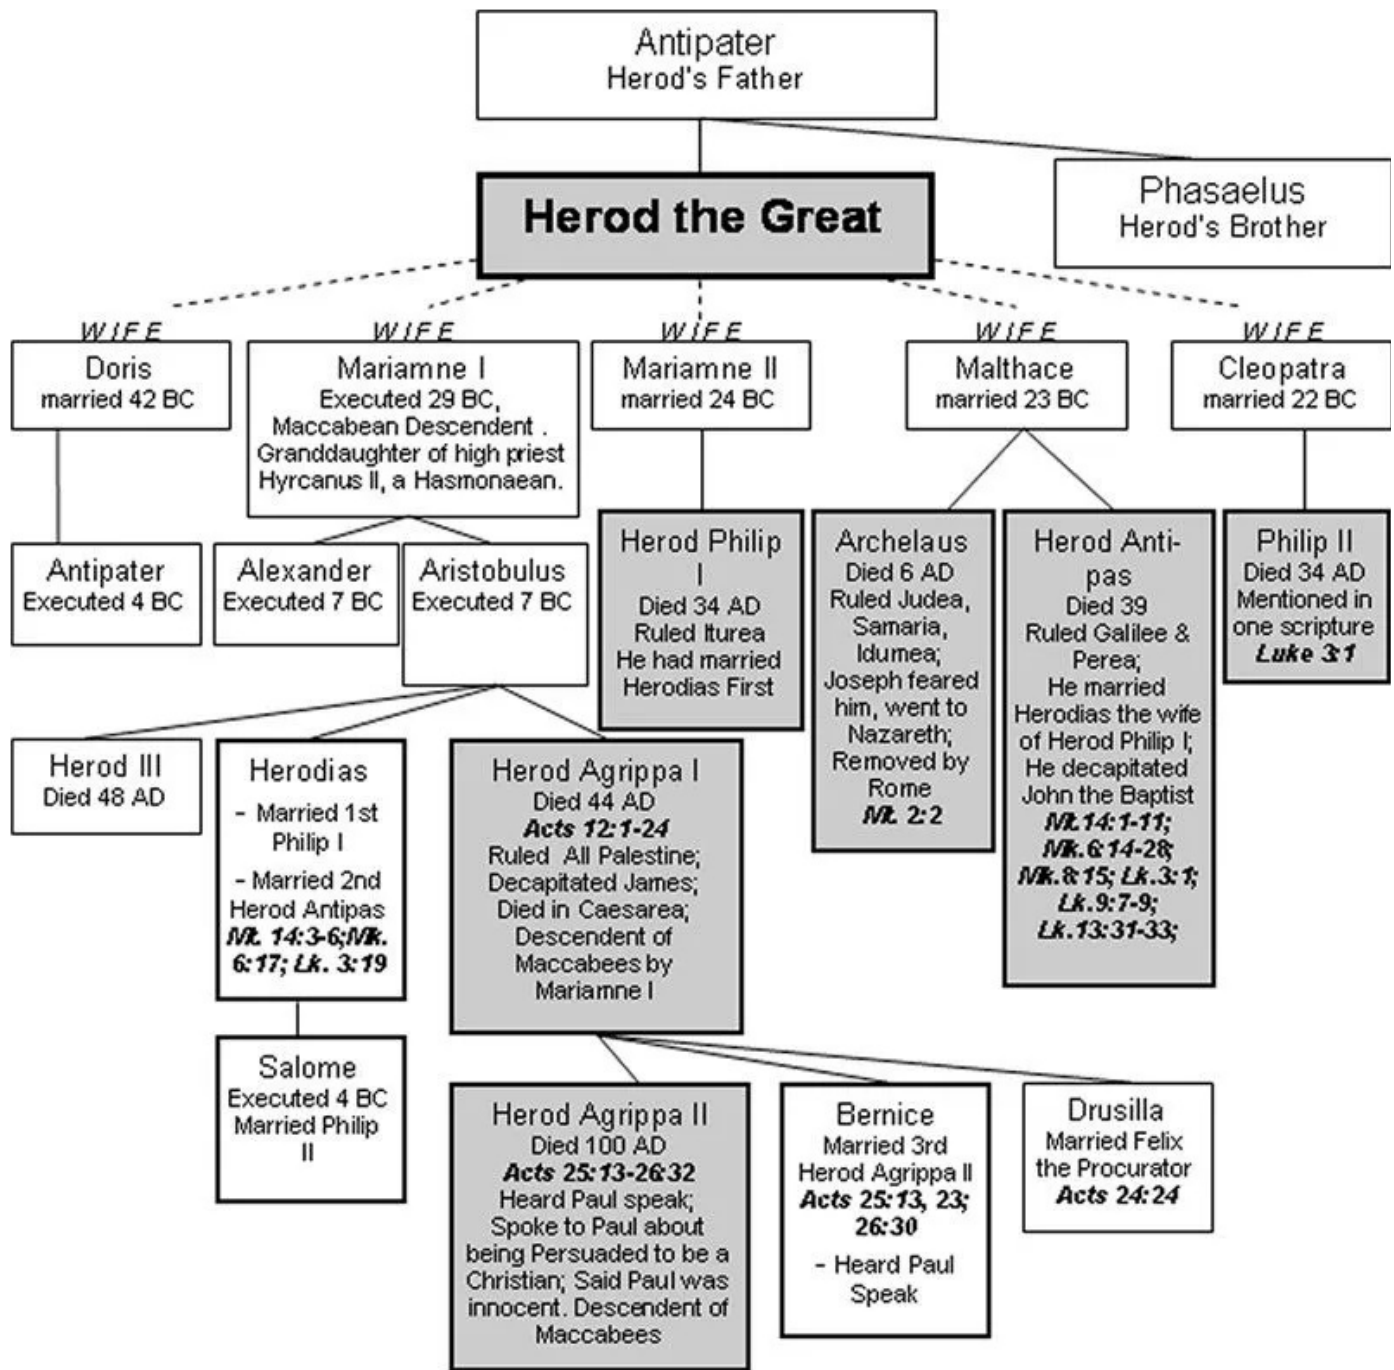 Antipater
Herod's Father
Phasaelus
Herod's Brother
Herod the Great
WIFE
Doris
married 42 BC
WIFE
Mariamne I
Executed 29 BC,
Maccabean Descendent .
Granddaughter of high priest
Hyrcanus II, a Hasmonaean.
WIFE
Mariamne II
married 24 BC
WIFE
Malthace
married 23 BC
WIFE
Cleopatra
married 22 BC
Antipater
Executed 4 BC
Alexander
Executed 7 BC
Aristobulus
Executed 7 BC
Herod Philip
I
Died 34 AD
Ruled Iturea
He had married
Herodias First
Archelaus
Died 6 AD
Ruled Judea,
Samaria,
Idumea;
Joseph feared
him, went to
Nazareth;
Removed by
Rome
Mt. 2:2
Herod Anti-
pas
Died 39
Ruled Galilee &
Perea;
He married
Herodias the wife
of Herod Philip I;
He decapitated
John the Baptist
Mt.14:1-11;
Mk.6:14-28;
Mk.8:15; Lk.3:1;
Lk.9:7-9;
Lk.13:31-33;
Philip II
Died 34 AD
Mentioned in
one scripture
Luke 3:1
Herod III
Died 48 AD
Herodias
- Married 1st
Philip I
- Married 2nd
Herod Antipas
Mt. 14:3-6;Mk.
6:17; Lk. 3:19
Herod Agrippa I
Died 44 AD
Acts 12:1-24
Ruled All Palestine;
Decapitated James;
Died in Caesarea;
Descendent of
Maccabees by
Mariamne I
Salome
Executed 4 BC
Married Philip
II
Herod Agrippa II
Died 100 AD
Acts 25:13-26:32
Heard Paul speak;
Spoke to Paul about
being Persuaded to be a
Christian; Said Paul was
innocent. Descendent of
Maccabees
Bernice
Married 3rd
Herod Agrippa II
Acts 25:13, 23;
26:30
- Heard Paul
Speak
Drusilla
Married Felix
the Procurator
Acts 24:24